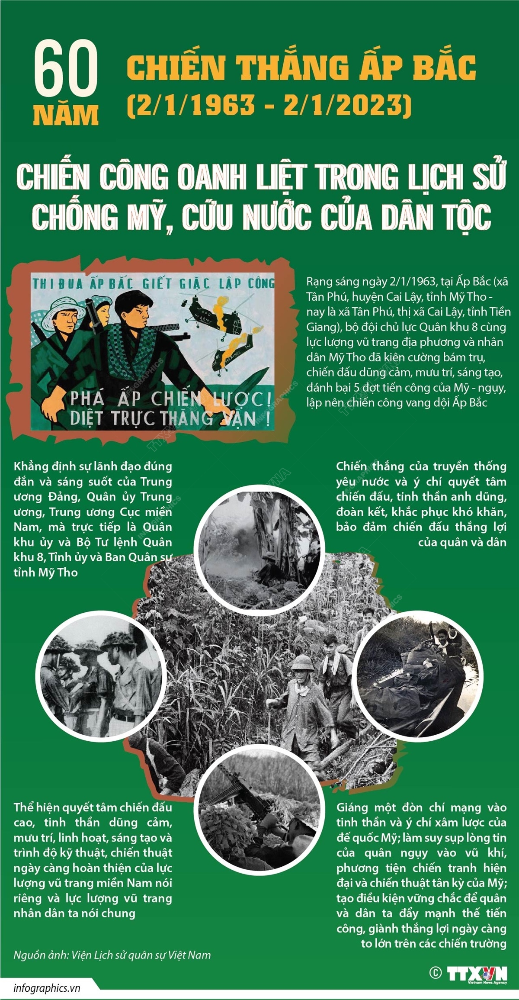 60
NĂM
CHIẾN THẮNG ẤP BẮC
(2/1/1963 - 2/1/2023)
CHIẾN CÔNG OANH LIỆT TRONG LỊCH SỬ
CHỐNG MỸ, CỨU NƯỚC CỦA DÂN TỘC
THI ĐUA ẤP BẮC GIẾT GIẶC LẬP CÔNG
W ARMY
MARINES
PHÁ ẤP CHIẾN LƯỢC!
DIỆT TRỰC THĂNG VẬN !
Rạng sáng ngày 2/1/1963, tại Ấp Bắc (xã
Tân Phú, huyện Cai Lậy, tỉnh Mỹ Tho -
nay là xã Tân Phú, thị xã Cai Lậy, tỉnh Tiền
Giang), bộ đội chủ lực Quân khu 8 cùng
lực lượng vũ trang địa phương và nhân
dân Mỹ Tho đã kiên cường bám trụ,
chiến đấu dũng cảm, mưu trí, sáng tạo,
đánh bại 5 đợt tiến công của Mỹ - ngụy,
lập nên chiến công vang dội Ấp Bắc
Khẳng định sự lãnh đạo đúng
đắn và sáng suốt của Trung
ương Đảng, Quân ủy Trung
ương, Trung ương Cục miền
Nam, mà trực tiếp là Quân
khu ủy và Bộ Tư lệnh Quân
khu 8, Tỉnh ủy và Ban Quân sự
tỉnh Mỹ Tho
Chiến thắng của truyền thống
yêu nước và ý chí quyết tâm
chiến đấu, tinh thần anh dũng,
đoàn kết, khắc phục khó khăn,
bảo đảm chiến đấu thắng lợi
của quân và dân
Thể hiện quyết tâm chiến đấu
cao, tinh thần dũng cảm,
mưu trí, linh hoạt, sáng tạo và
trình độ kỹ thuật, chiến thuật
ngày càng hoàn thiện của lực
lượng vũ trang miền Nam nói
riêng và lực lượng vũ trang
nhân dân ta nói chung
Giáng một đòn chí mạng vào
tinh thần và ý chí xâm lược của
đế quốc Mỹ; làm suy sụp lòng tin
của quân ngụy vào vũ khí,
phương tiện chiến tranh hiện
đại và chiến thuật tân kỳ của Mỹ;
tạo điều kiện vững chắc để quân
và dân ta đẩy mạnh thế tiến
công, giành thắng lợi ngày càng
to lớn trên các chiến trường
Nguồn ảnh: Viện Lịch sử quân sự Việt Nam
© TTXVN
Vietnam News Agency
infographics.vn